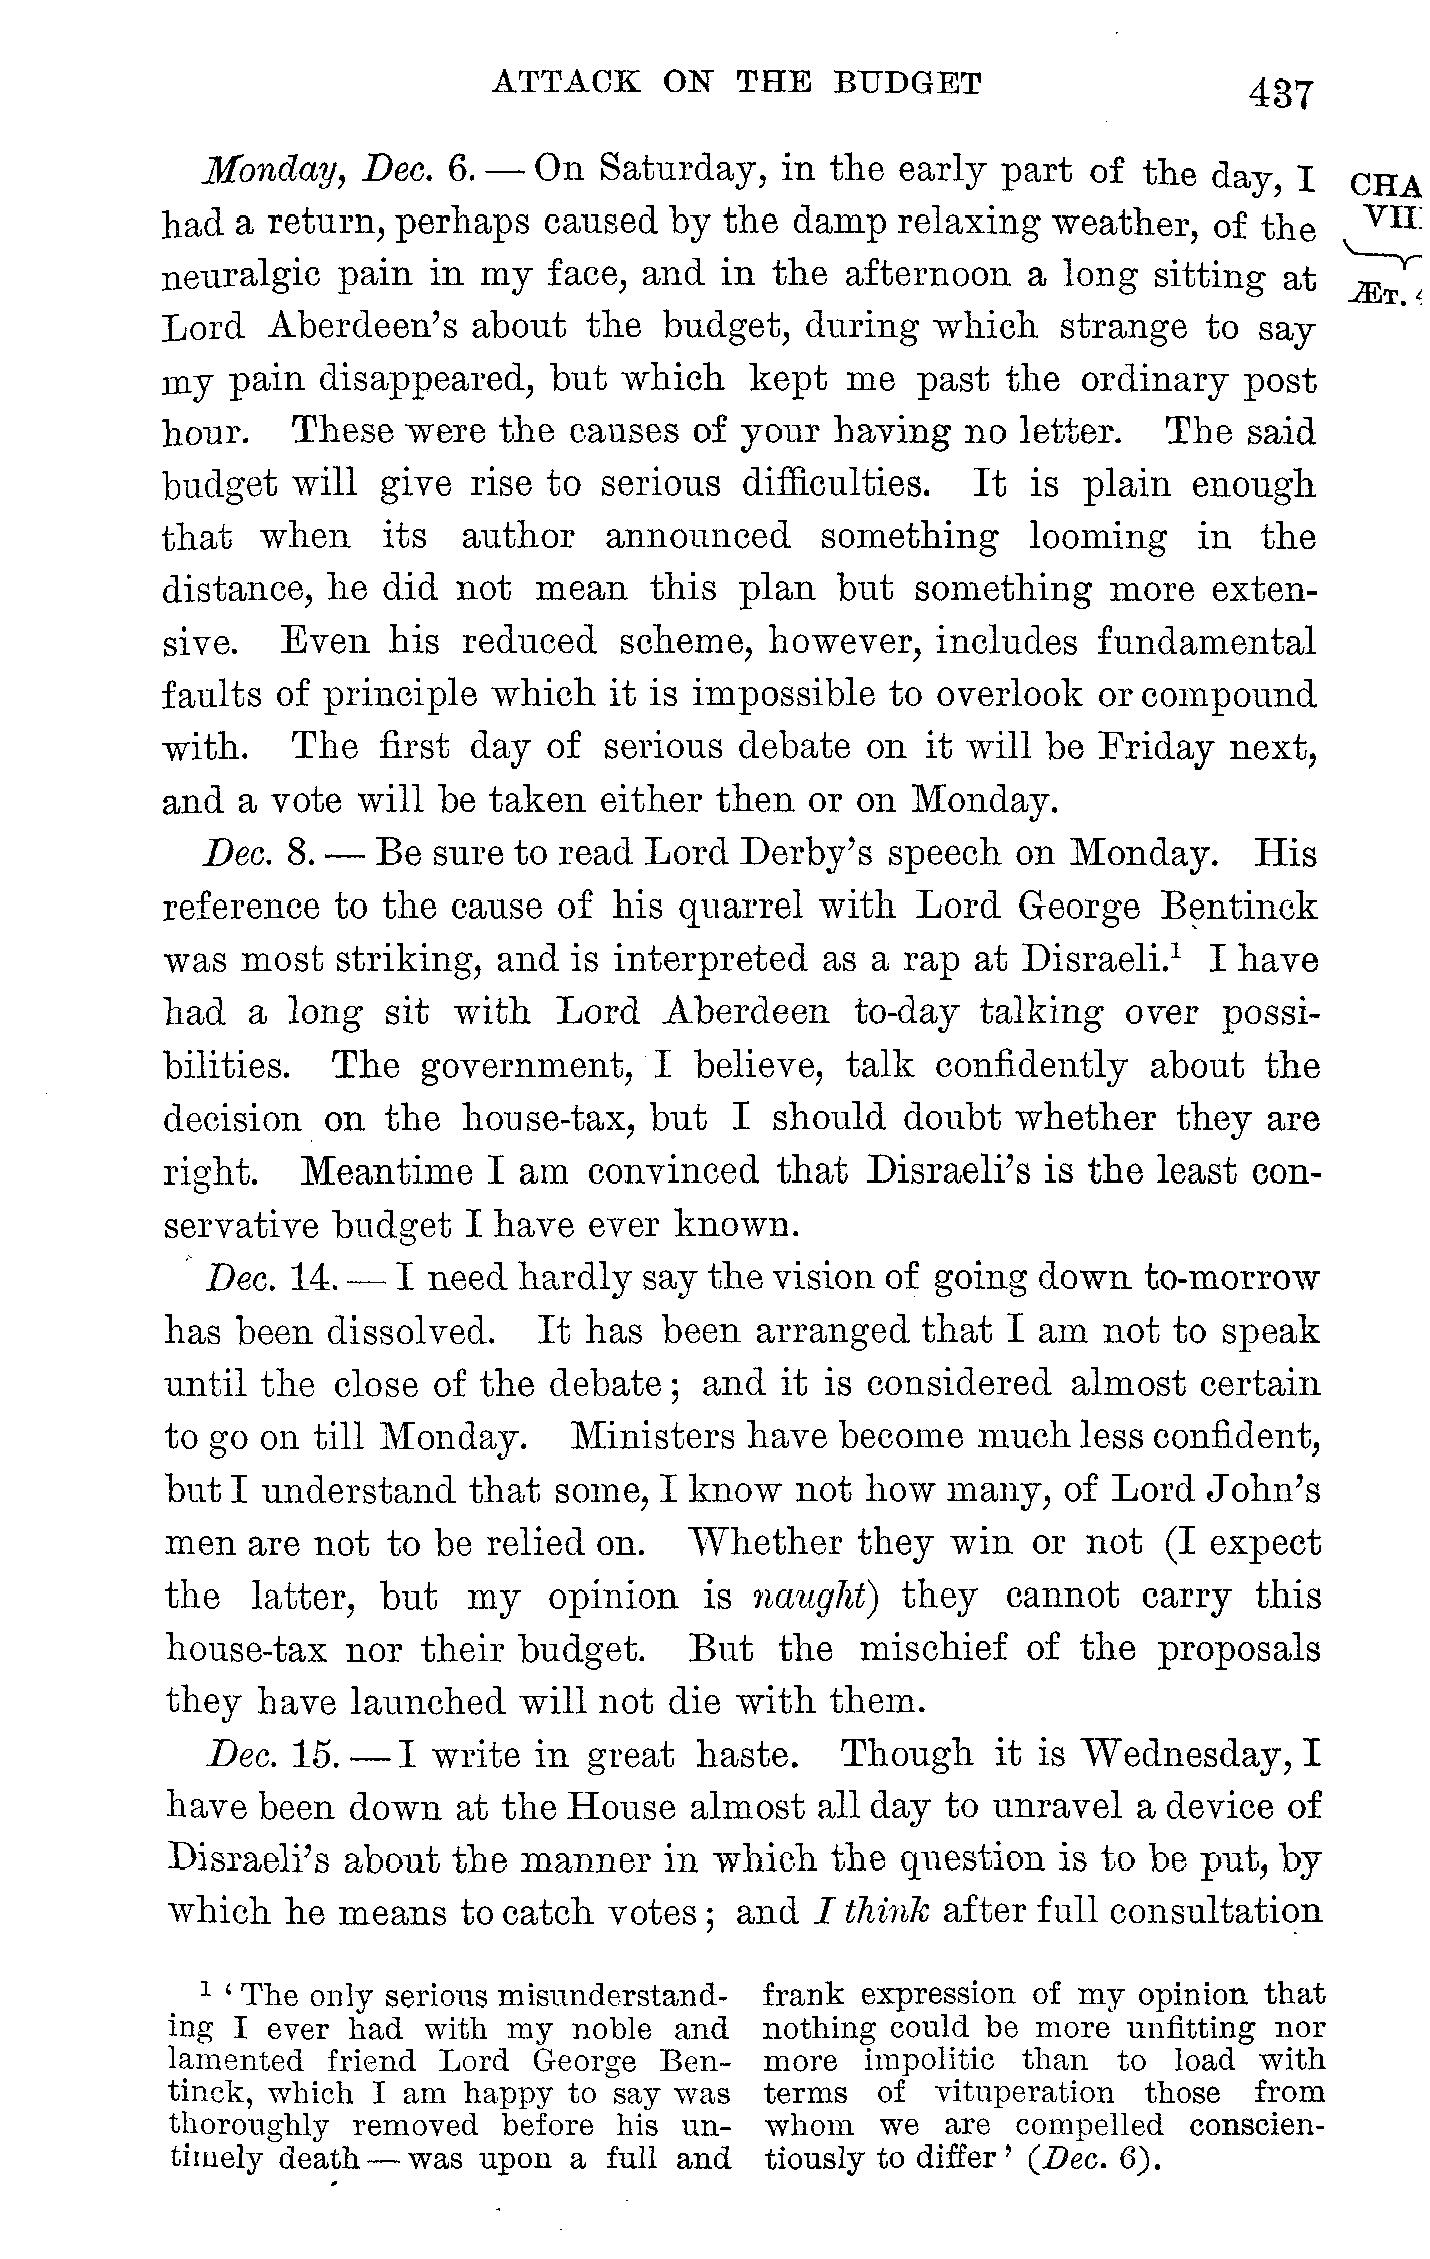 ATTACK ON THE BUDGET 437
Monday, Dec. 6. — On Saturday, in the early part of the day, I
had a return, perhaps caused by the damp relaxing weather, of the
neuralgic pain in my face, and in the afternoon a long sitting at
Lord Aberdeen's about the budget, during which strange to say
my pain disappeared, but which kept me past the ordinary post
hour. These were the causes of your having no letter. The said
budget will give rise to serious difficulties. It is plain enough
that when its author announced something looming in the
distance, he did not mean this plan but something more exten-
sive. Even his reduced scheme, however, includes fundamental
faults of principle which it is impossible to overlook or compound
with. The first day of serious debate on it will be Friday next,
and a vote will be taken either then or on Monday.
Dec. 8. — Be sure to read Lord Derby's speech on Monday. His
reference to the cause of his quarrel with Lord George Bentinck
was most striking, and is interpreted as a rap at Disraeli.¹ I have
had a long sit with Lord Aberdeen to-day talking over possi-
bilities. The government, I believe, talk confidently about the
decision on the house-tax, but I should doubt whether they are
right. Meantime I am convinced that Disraeli's is the least con-
servative budget I have ever known.
Dec. 14. — I need hardly say the vision of going down to-morrow
has been dissolved. It has been arranged that I am not to speak
until the close of the debate; and it is considered almost certain
to go on till Monday. Ministers have become much less confident,
but I understand that some, I know not how many, of Lord John's
men are not to be relied on. Whether they win or not (I expect
the latter, but my opinion is naught) they cannot carry this
house-tax nor their budget. But the mischief of the proposals
they have launched will not die with them.
Dec. 15. — I write in great haste. Though it is Wednesday, I
have been down at the House almost all day to unravel a device of
Disraeli's about the manner in which the question is to be put, by
which he means to catch votes; and I think after full consultation
CHA
VII
ÆT.
¹ 'The only serious misunderstand-
ing I ever had with my noble and
lamented friend Lord George Ben-
tinck, which I am happy to say was
thoroughly removed before his un-
timely death — was upon a full and
frank expression of my opinion that
nothing could be more unfitting nor
more impolitic than to load with
terms of vituperation those from
whom we are compelled conscien-
tiously to differ' (Dec. 6).